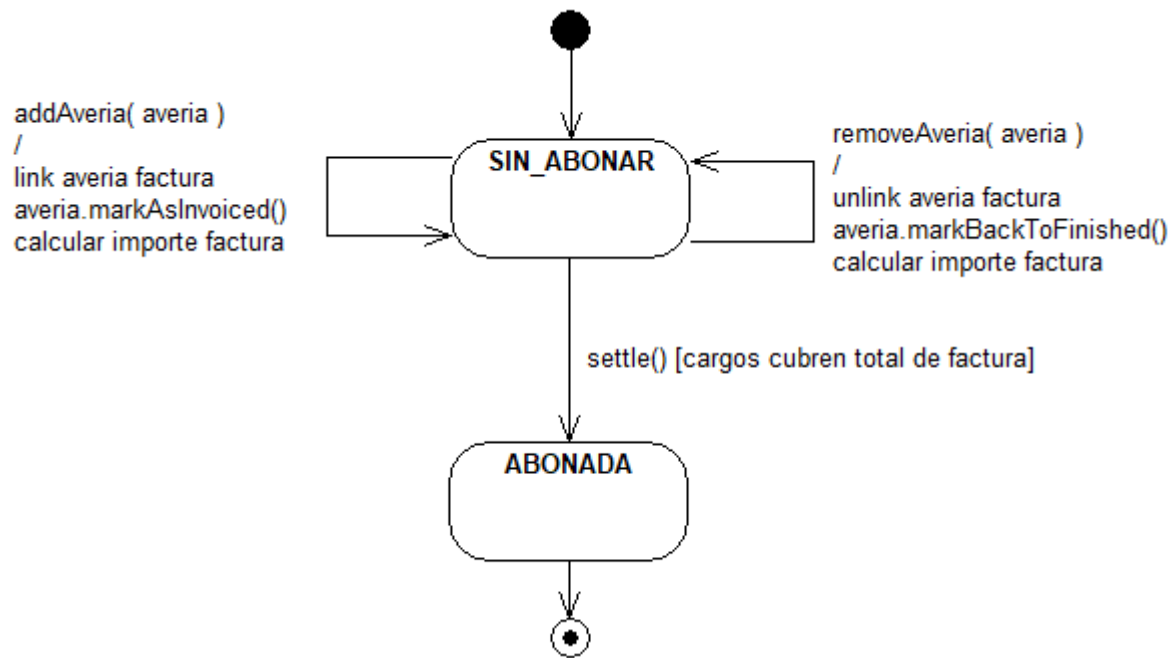 addAveria( averia )
/
link averia factura
averia.markAsInvoiced()
calcular importe factura
SIN_ABONAR
removeAveria( averia )
/
unlink averia factura
averia.markBackToFinished()
calcular importe factura
settle() [cargos cubren total de factura]
ABONADA